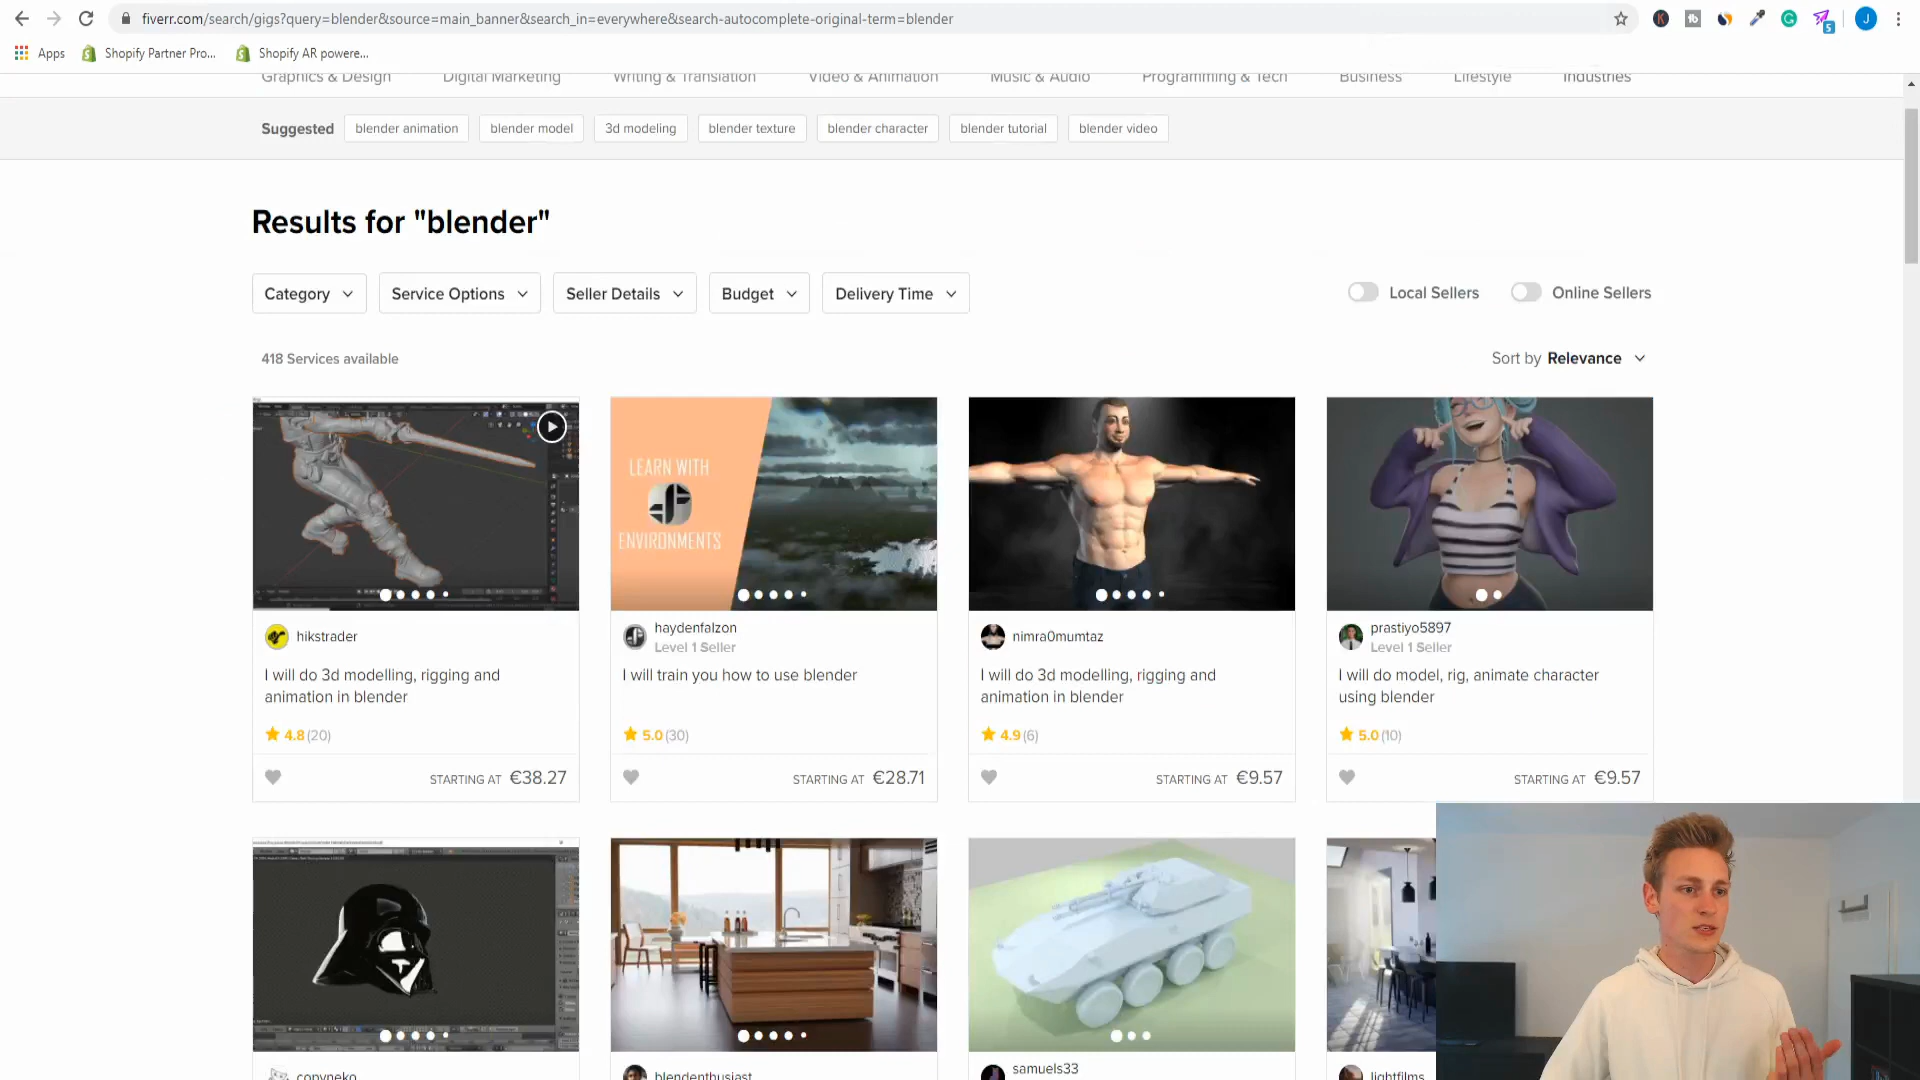 fiverr.com/search/gigs?query=blender&source=main_banner&search_in=everywhere&search-autocomplete-original-term=blender
5
J
Apps
Shopify Partner Pro...
Shopify AR powere...
Graphics & Design
Digital Marketing
Writing & Translation
Video & Animation
Music & Audio
Programming & Tech
Business
Lifestyle
Industries
Suggested
blender animation
blender model
3d modeling
blender texture
blender character
blender tutorial
blender video
Results for "blender"
Category
Service Options
Seller Details
Budget
Delivery Time
Local Sellers
Online Sellers
418 Services available
Sort by Relevance
LEARN WITH
ENVIRONMENTS
hikstrader
I will do 3d modelling, rigging and
animation in blender
4.8 (20)
STARTING AT €38.27
haydenfalzon
Level 1 Seller
I will train you how to use blender
5.0 (30)
STARTING AT €28.71
nimra0mumtaz
I will do 3d modelling, rigging and
animation in blender
4.9 (6)
STARTING AT €9.57
prastiyo5897
Level 1 Seller
I will do model, rig, animate character
using blender
5.0 (10)
STARTING AT €9.57
copyneko
blendenthusiast
samuels33
lightfilms